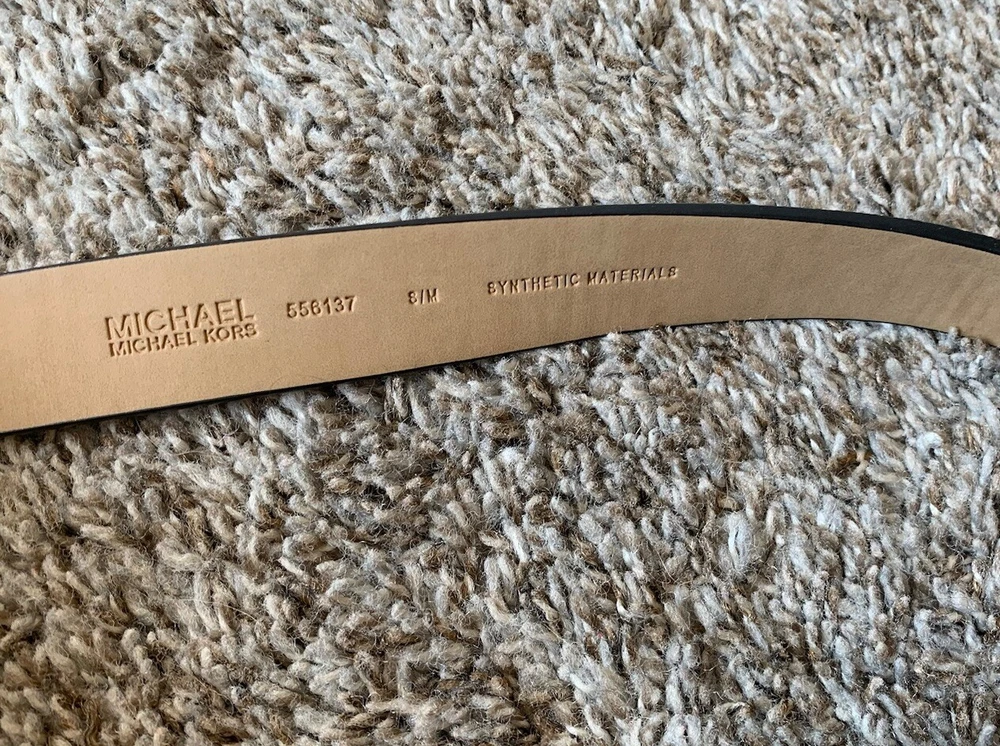 MICHAEL
MICHAEL KORS
556137
S/M
SYNTHETIC MATERIALS